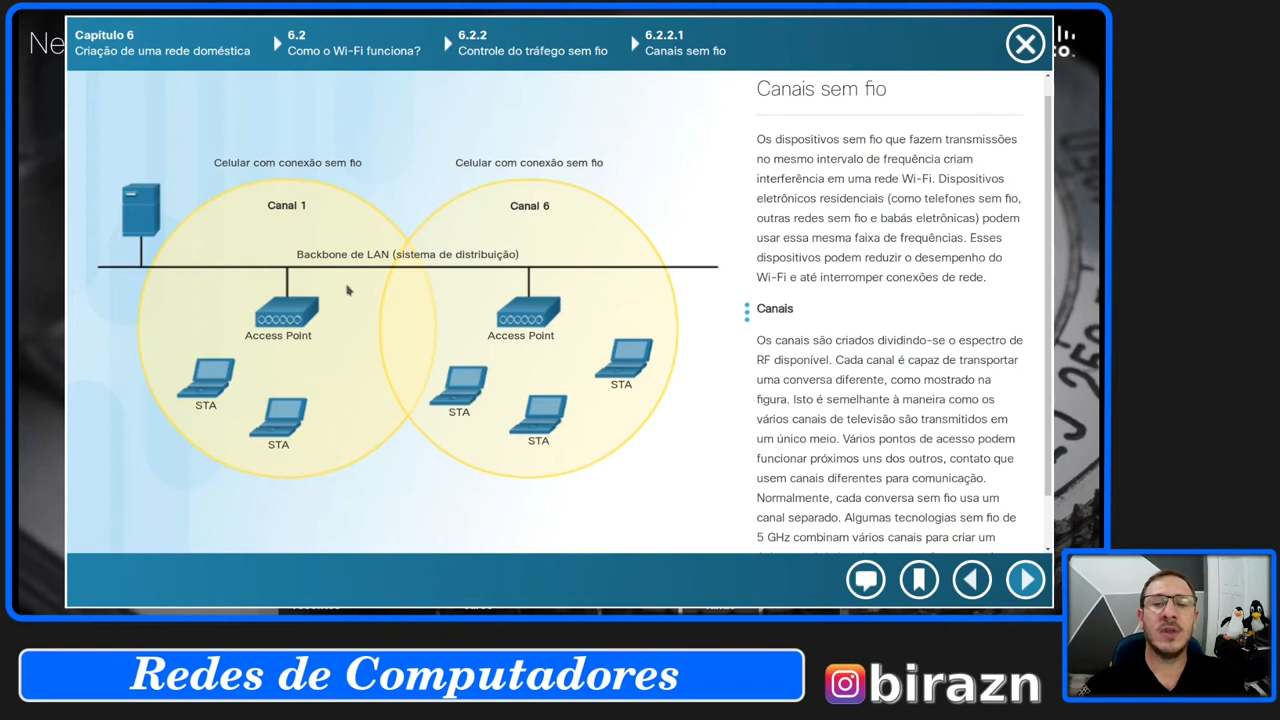 Ne
Capítulo 6
Criação de uma rede doméstica
6.2
Como o Wi-Fi funciona?
6.2.2
Controle do tráfego sem fio
6.2.2.1
Canais sem fio
Celular com conexão sem fio
Celular com conexão sem fio
Canal 1
Canal 6
Backbone de LAN (sistema de distribuição)
Access Point
Access Point
STA
STA
STA
STA
STA
Canais sem fio
Os dispositivos sem fio que fazem transmissões
no mesmo intervalo de frequência criam
interferência em uma rede Wi-Fi. Dispositivos
eletrônicos residenciais (como telefones sem fio,
outras redes sem fio e babás eletrônicas) podem
usar essa mesma faixa de frequências. Esses
dispositivos podem reduzir o desempenho do
Wi-Fi e até interromper conexões de rede.
Canais
Os canais são criados dividindo-se o espectro de
RF disponível. Cada canal é capaz de transportar
uma conversa diferente, como mostrado na
figura. Isto é semelhante à maneira como os
vários canais de televisão são transmitidos em
um único meio. Vários pontos de acesso podem
funcionar próximos uns dos outros, contato que
usem canais diferentes para comunicação.
Normalmente, cada conversa sem fio usa um
canal separado. Algumas tecnologias sem fio de
5 GHz combinam vários canais para criar um
Redes de Computadores
birazn